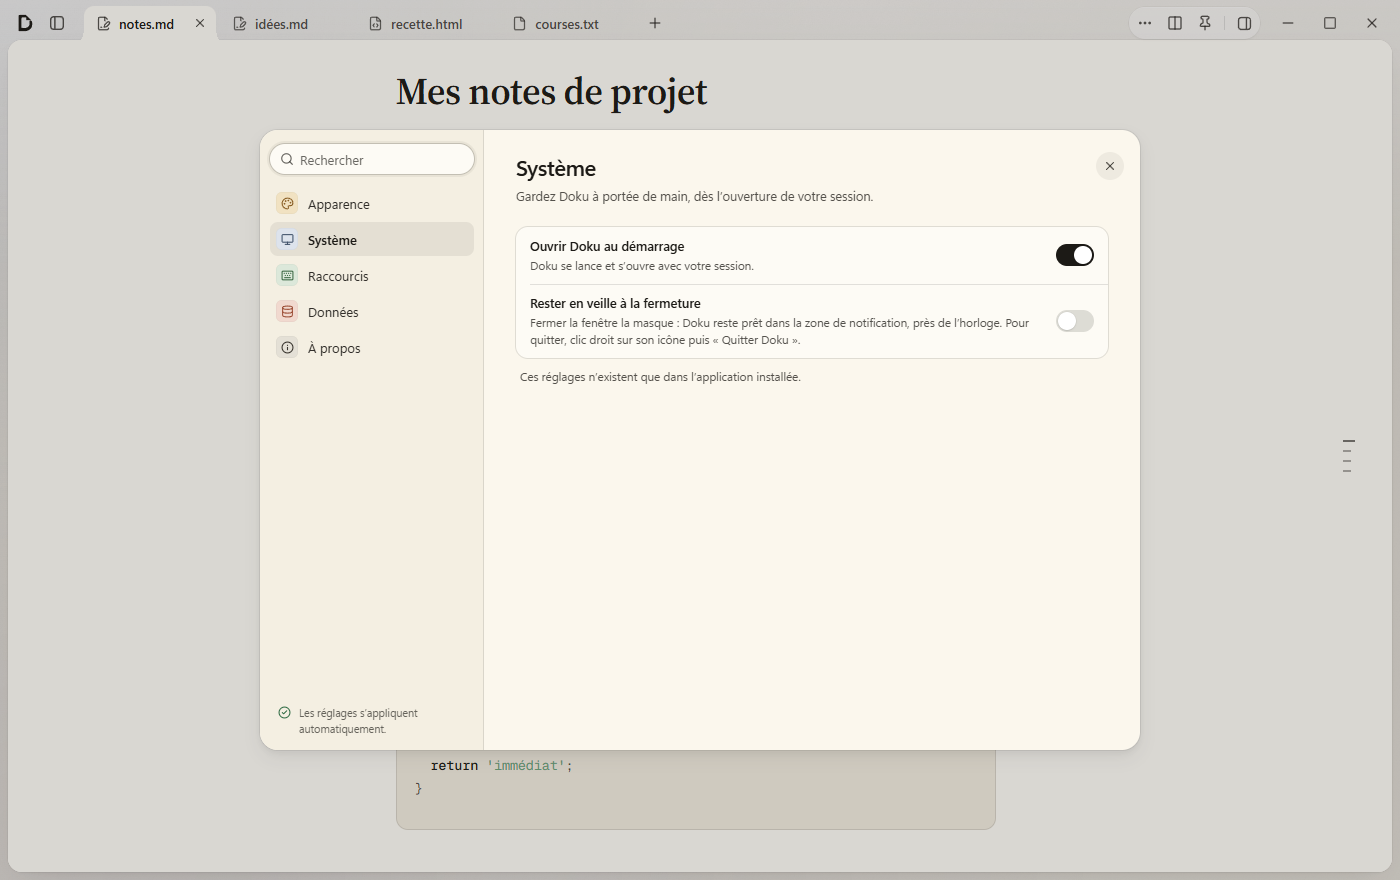 notes.md
idées.md
recette.html
courses.txt
Mes notes de projet
Rechercher
Apparence
Système
Raccourcis
Données
À propos
Les réglages s'appliquent
automatiquement.
Système
Gardez Doku à portée de main, dès l'ouverture de votre session.
Ouvrir Doku au démarrage
Doku se lance et s'ouvre avec votre session.
Rester en veille à la fermeture
Fermer la fenêtre la masque : Doku reste prêt dans la zone de notification, près de l'horloge. Pour
quitter, clic droit sur son icône puis « Quitter Doku ».
Ces réglages n'existent que dans l'application installée.
return 'immédiat';
}